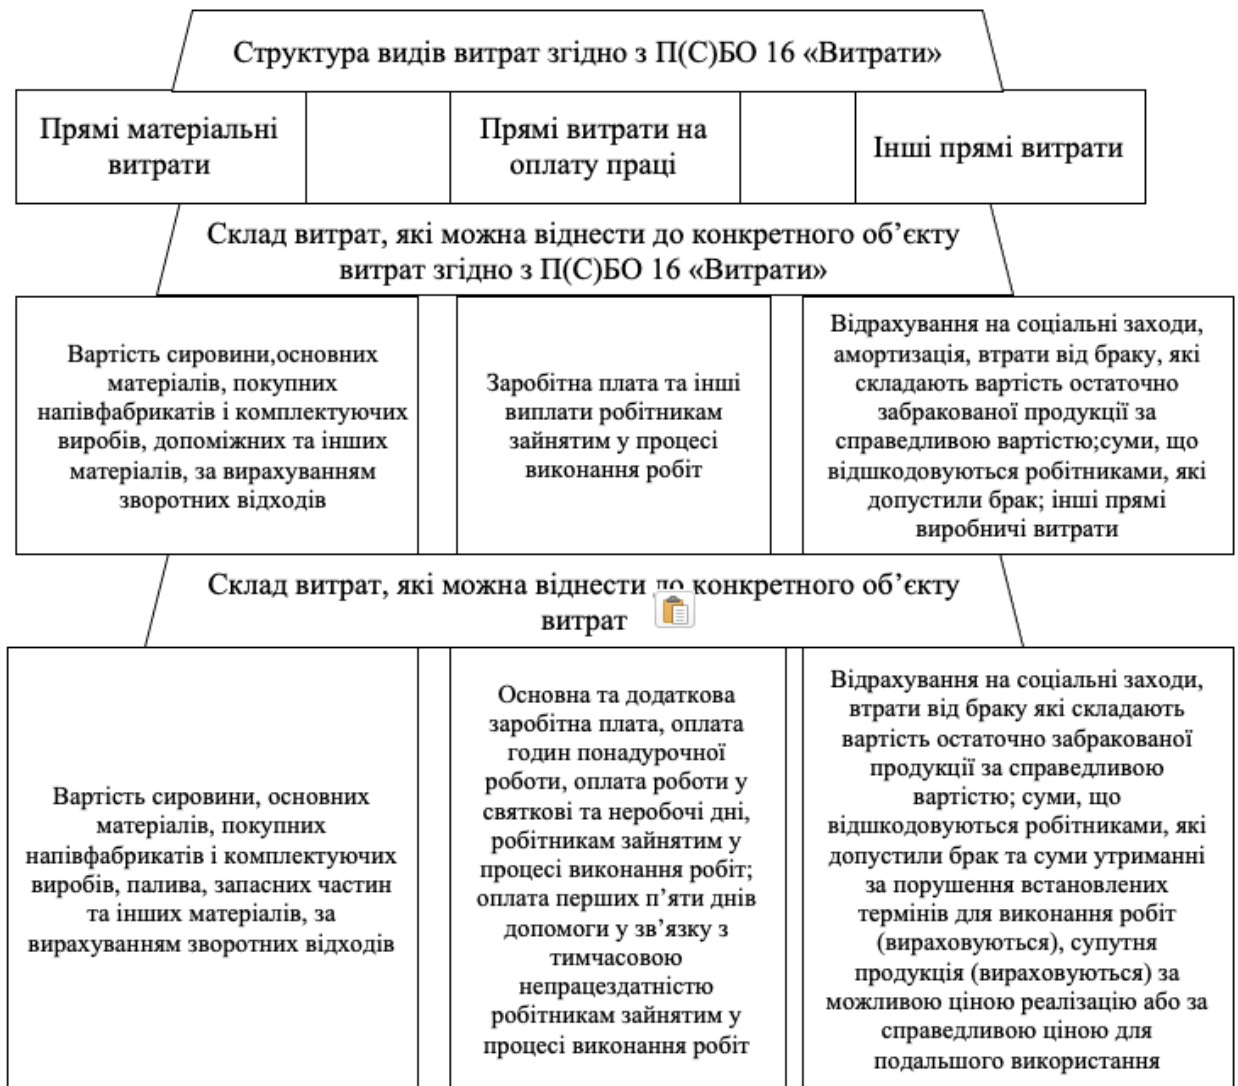 Структура видів витрат згідно з П(С)БО 16 «Витрати»
Прямі матеріальні
витрати
Прямі витрати на
оплату праці
Інші прямі витрати
Склад витрат, які можна віднести до конкретного об’єкту
витрат згідно з П(С)БО 16 «Витрати»
Вартість сировини,основних
матеріалів, покупних
напівфабрикатів і комплектуючих
виробів, допоміжних та інших
матеріалів, за вирахуванням
зворотних відходів
Заробітна плата та інші
виплати робітникам
зайнятим у процесі
виконання робіт
Відрахування на соціальні заходи,
амортизація, втрати від браку, які
складають вартість остаточно
забракованої продукції за
справедливою вартістю;суми, що
відшкодовуються робітниками, які
допустили брак; інші прямі
виробничі витрати
Склад витрат, які можна віднести до конкретного об’єкту
витрат
Вартість сировини, основних
матеріалів, покупних
напівфабрикатів і комплектуючих
виробів, палива, запасних частин
та інших матеріалів, за
вирахуванням зворотних відходів
Основна та додаткова
заробітна плата, оплата
годин понадурочної
роботи, оплата роботи у
святкові та неробочі дні,
робітникам зайнятим у
процесі виконання робіт;
оплата перших п’яти днів
допомоги у зв’язку з
тимчасовою
непрацездатністю
робітникам зайнятим у
процесі виконання робіт
Відрахування на соціальні заходи,
втрати від браку які складають
вартість остаточно забракованої
продукції за справедливою
вартістю; суми, що
відшкодовуються робітниками, які
допустили брак та суми утриманні
за порушення встановлених
термінів для виконання робіт
(вираховуються), супутня
продукція (вираховуються) за
можливою ціною реалізацію або за
справедливою ціною для
подальшого використання